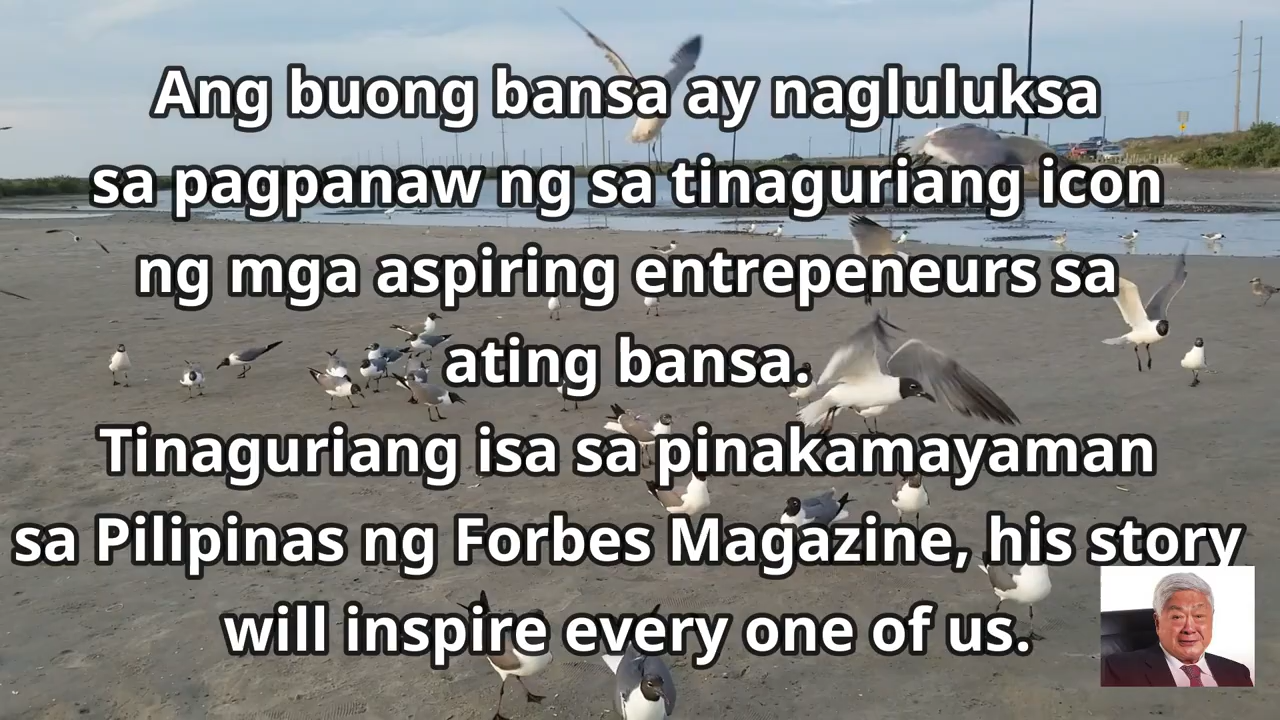 Ang buong bansa ay nagluluksa
sa pagpanaw ng sa tinaguriang icon
ng mga aspiring entrepeneurs sa
ating bansa.
Tinaguriang isa sa pinakamayaman
sa Pilipinas ng Forbes Magazine, his story
will inspire every one of us.